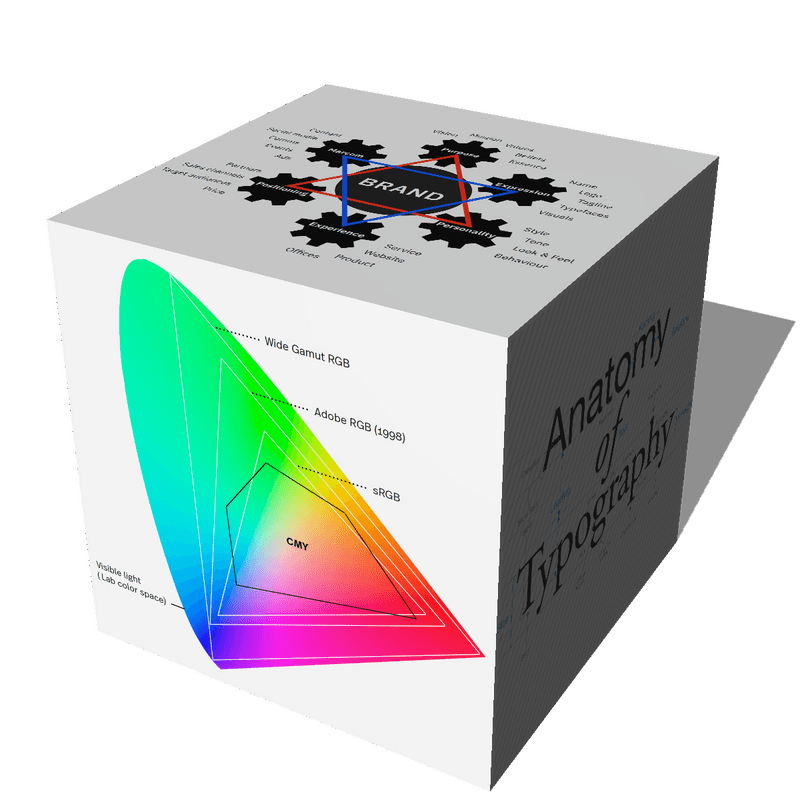 Content
Social media
Comms
Events
Ads
Marcom
Vision
Mission
Values
Beliefs
Essence
Purpose
Partners
Sales channels
Target audiences
Price
Positioning
BRAND
Expression
Name
Logo
Tagline
Typefaces
Visuals
Experience
Offices
Product
Website
Service
Personality
Style
Tone
Look & Feel
Behaviour
Wide Gamut RGB
Adobe RGB (1998)
sRGB
CMY
Visible light
(Lab color space)
Anatomy
of
Typography